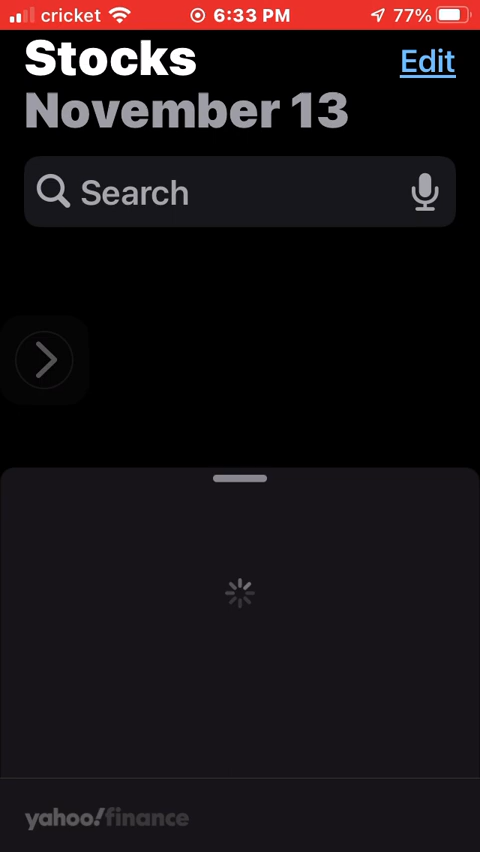 cricket 6:33 PM 77%
Stocks Edit
November 13
Search
yahoo!finance